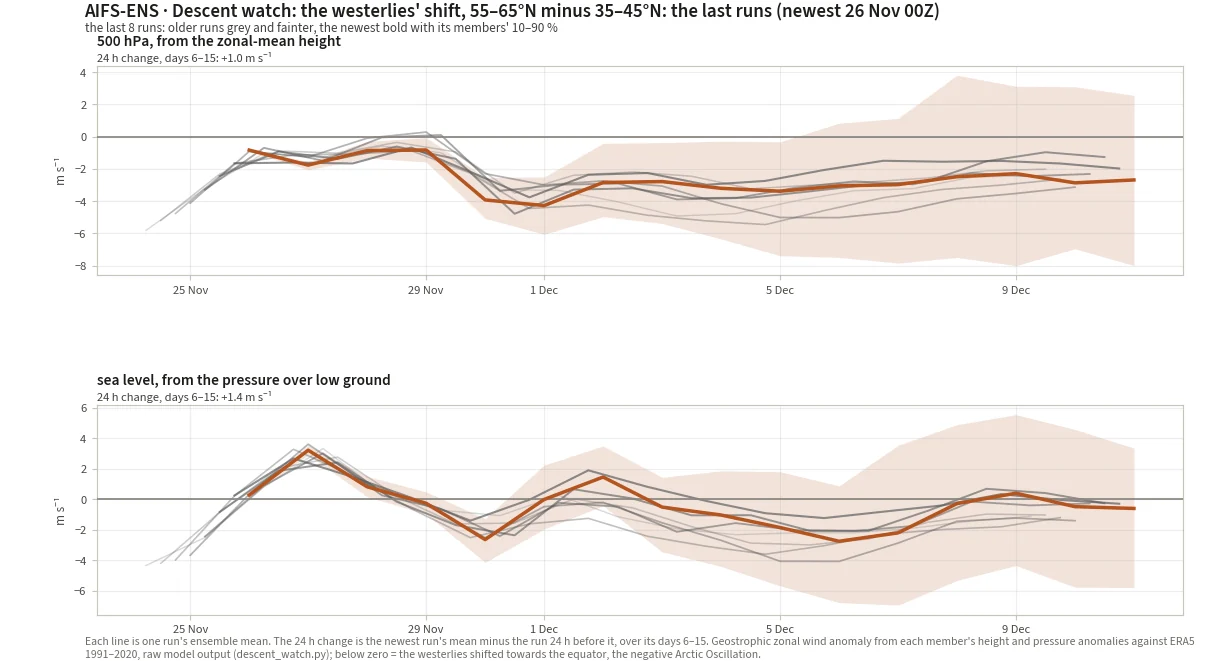 AIFS-ENS · Descent watch: the westerlies' shift, 55–65°N minus 35–45°N: the last runs (newest 26 Nov 00Z)
the last 8 runs: older runs grey and fainter, the newest bold with its members' 10–90 %
500 hPa, from the zonal-mean height
24 h change, days 6–15: +1.0 m s⁻¹
4
2
0
−2
−4
−6
−8
m s⁻¹
25 Nov
29 Nov
1 Dec
5 Dec
9 Dec
sea level, from the pressure over low ground
24 h change, days 6–15: +1.4 m s⁻¹
6
4
2
0
−2
−4
−6
m s⁻¹
25 Nov
29 Nov
1 Dec
5 Dec
9 Dec
Each line is one run's ensemble mean. The 24 h change is the newest run's mean minus the run 24 h before it, over its days 6–15. Geostrophic zonal wind anomaly from each member's height and pressure anomalies against ERA5
1991–2020, raw model output (descent_watch.py); below zero = the westerlies shifted towards the equator, the negative Arctic Oscillation.